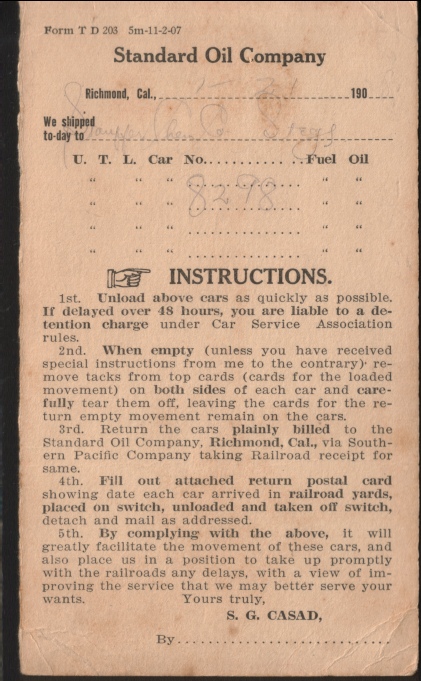 Form T D 203 5m-11-2-07
Standard Oil Company
Richmond, Cal., 190
We shipped
to-day to
U. T. L. Car No............Fuel Oil
“ “ “ ............ “ “
“ “ “ 8298 ............ “ “
“ “ “ ............ “ “
“ “ “ ............ “ “
INSTRUCTIONS.
1st. Unload above cars as quickly as possible.
If delayed over 48 hours, you are liable to a de-
tention charge under Car Service Association
rules.
2nd. When empty (unless you have received
special instructions from me to the contrary) re-
move tacks from top cards (cards for the loaded
movement) on both sides of each car and care-
fully tear them off, leaving the cards for the re-
turn empty movement remain on the cars.
3rd. Return the cars plainly billed to the
Standard Oil Company, Richmond, Cal., via South-
ern Pacific Company taking Railroad receipt for
same.
4th. Fill out attached return postal card
showing date each car arrived in railroad yards,
placed on switch, unloaded and taken off switch,
detach and mail as addressed.
5th. By complying with the above, it will
greatly facilitate the movement of these cars, and
also place us in a position to take up promptly
with the railroads any delays, with a view of im-
proving the service that we may better serve your
wants. Yours truly,
S. G. CASAD,
By............................